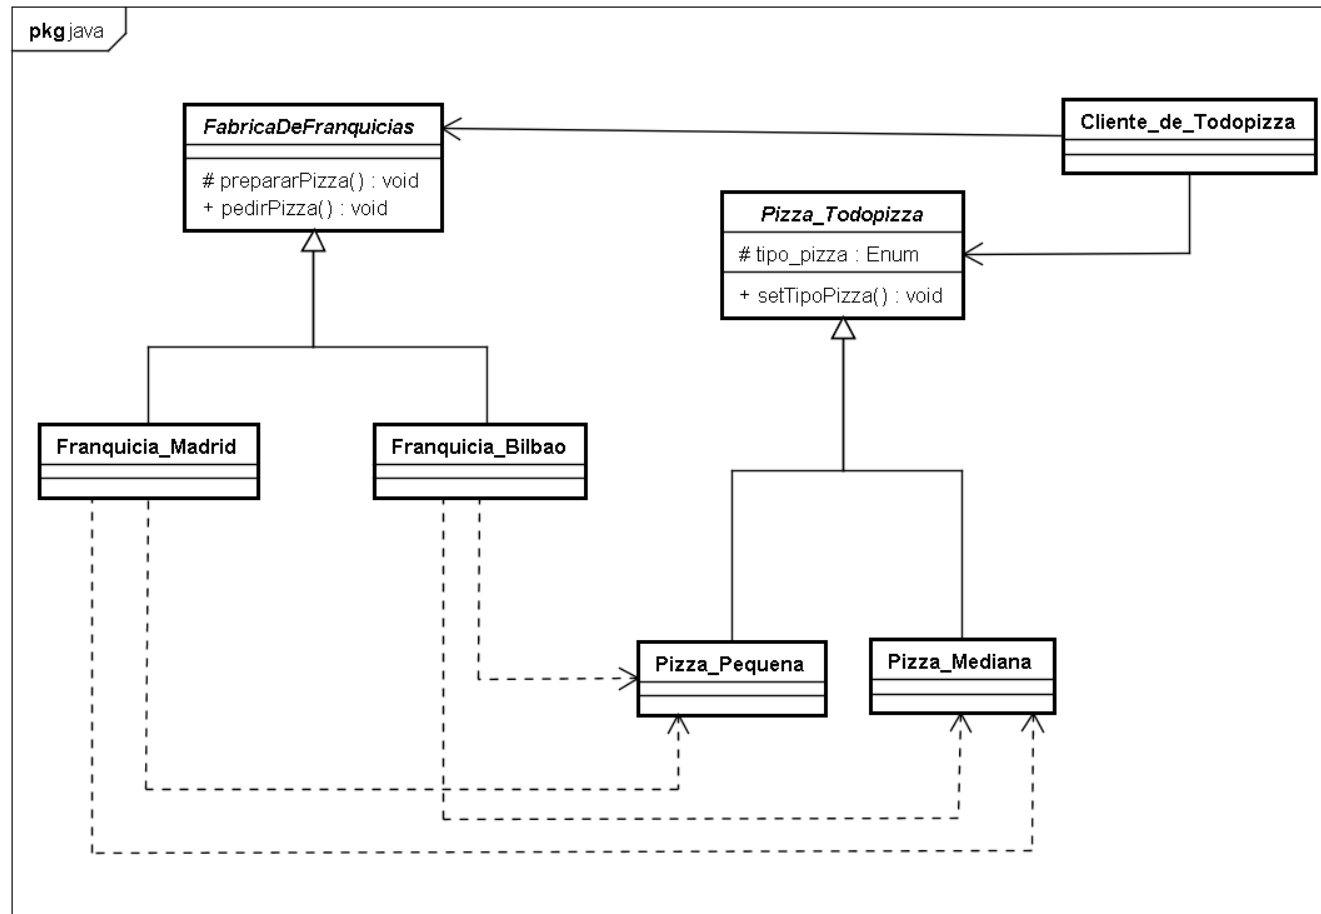 pkg java
FabricaDeFranquicias
# prepararPizza() : void
+ pedirPizza() : void
Cliente_de_Todopizza
Pizza_Todopizza
# tipo_pizza : Enum
+ setTipoPizza() : void
Franquicia_Madrid
Franquicia_Bilbao
Pizza_Pequena
Pizza_Mediana